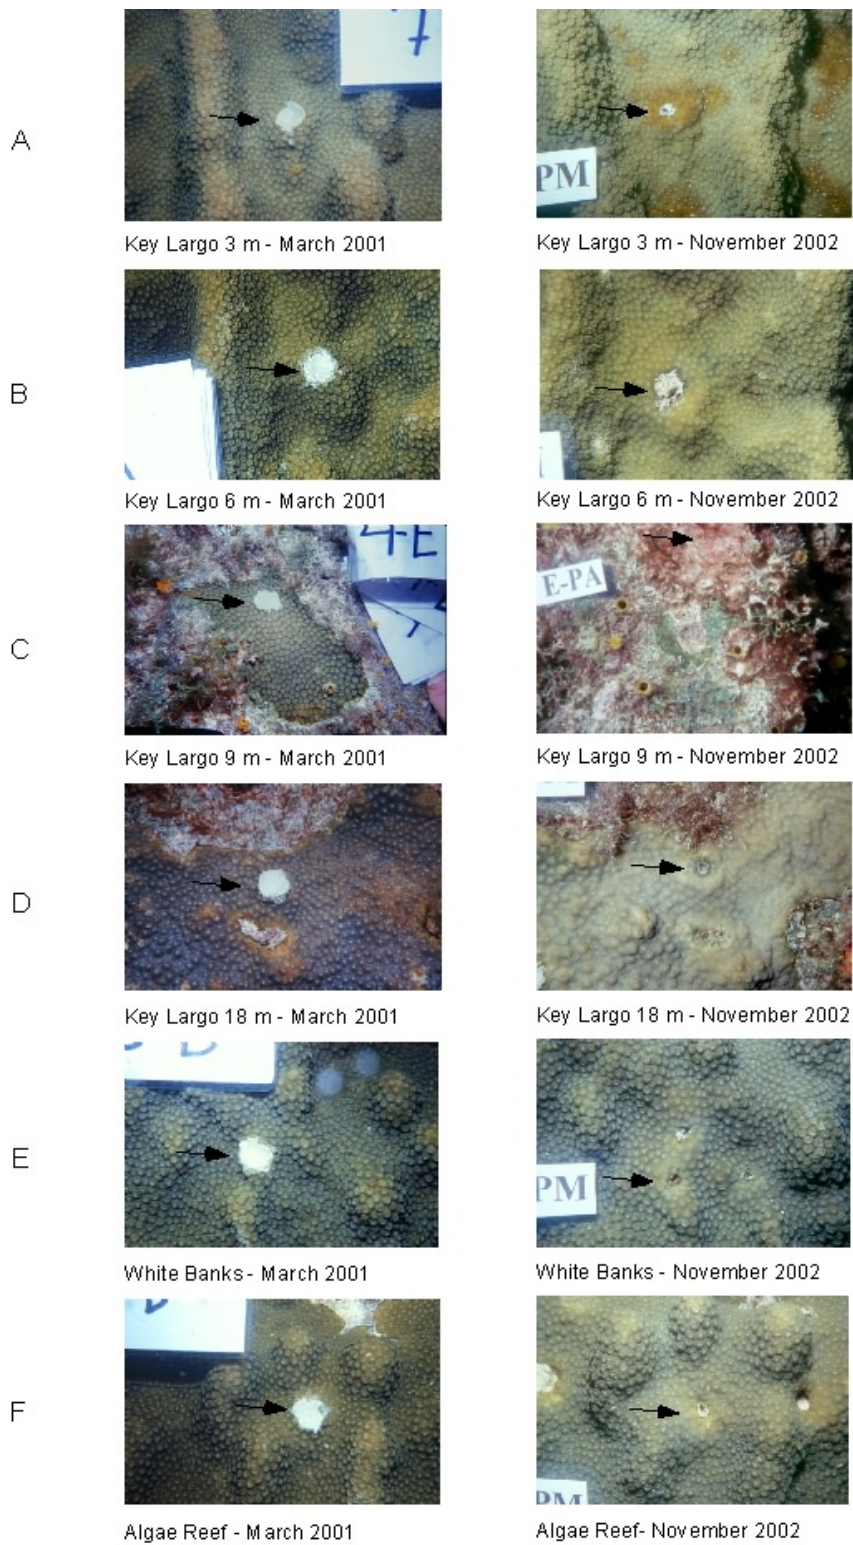 7
A
PM
Key Largo 3 m - March 2001
Key Largo 3 m - November 2002
B
Key Largo 6 m - March 2001
Key Largo 6 m - November 2002
4-E
C
E-PA
Key Largo 9 m - March 2001
Key Largo 9 m - November 2002
D
Key Largo 18 m - March 2001
Key Largo 18 m - November 2002
D
E
PM
White Banks - March 2001
White Banks - November 2002
F
PM
Algae Reef - March 2001
Algae Reef- November 2002